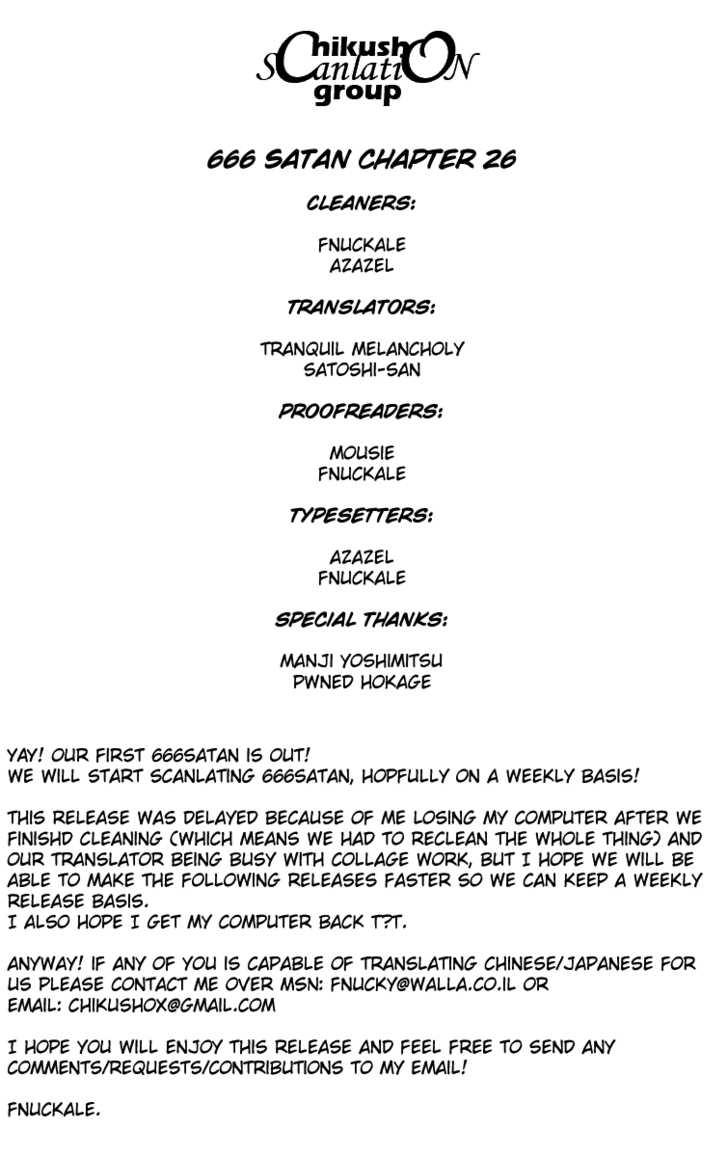 Chikusho
ScanlatiON
group
666 SATAN CHAPTER 26
CLEANERS:
FNUCKALE
AZAZEL
TRANSLATORS:
TRANQUIL MELANCHOLY
SATOSHI-SAN
PROOFREADERS:
MOUSIE
FNUCKALE
TYPESETTERS:
AZAZEL
FNUCKALE
SPECIAL THANKS:
MANJI YOSHIMITSU
PWNED HOKAGE
YAY! OUR FIRST 666SATAN IS OUT!
WE WILL START SCANLATING 666SATAN, HOPFULLY ON A WEEKLY BASIS!
THIS RELEASE WAS DELAYED BECAUSE OF ME LOSING MY COMPUTER AFTER WE
FINISHD CLEANING (WHICH MEANS WE HAD TO RECLEAN THE WHOLE THING) AND
OUR TRANSLATOR BEING BUSY WITH COLLAGE WORK, BUT I HOPE WE WILL BE
ABLE TO MAKE THE FOLLOWING RELEASES FASTER SO WE CAN KEEP A WEEKLY
RELEASE BASIS.
I ALSO HOPE I GET MY COMPUTER BACK T?T.
ANYWAY! IF ANY OF YOU IS CAPABLE OF TRANSLATING CHINESE/JAPANESE FOR
US PLEASE CONTACT ME OVER MSN: FNUCKY@WALLA.CO.IL OR
EMAIL: CHIKUSHOX@GMAIL.COM
I HOPE YOU WILL ENJOY THIS RELEASE AND FEEL FREE TO SEND ANY
COMMENTS/REQUESTS/CONTRIBUTIONS TO MY EMAIL!
FNUCKALE.